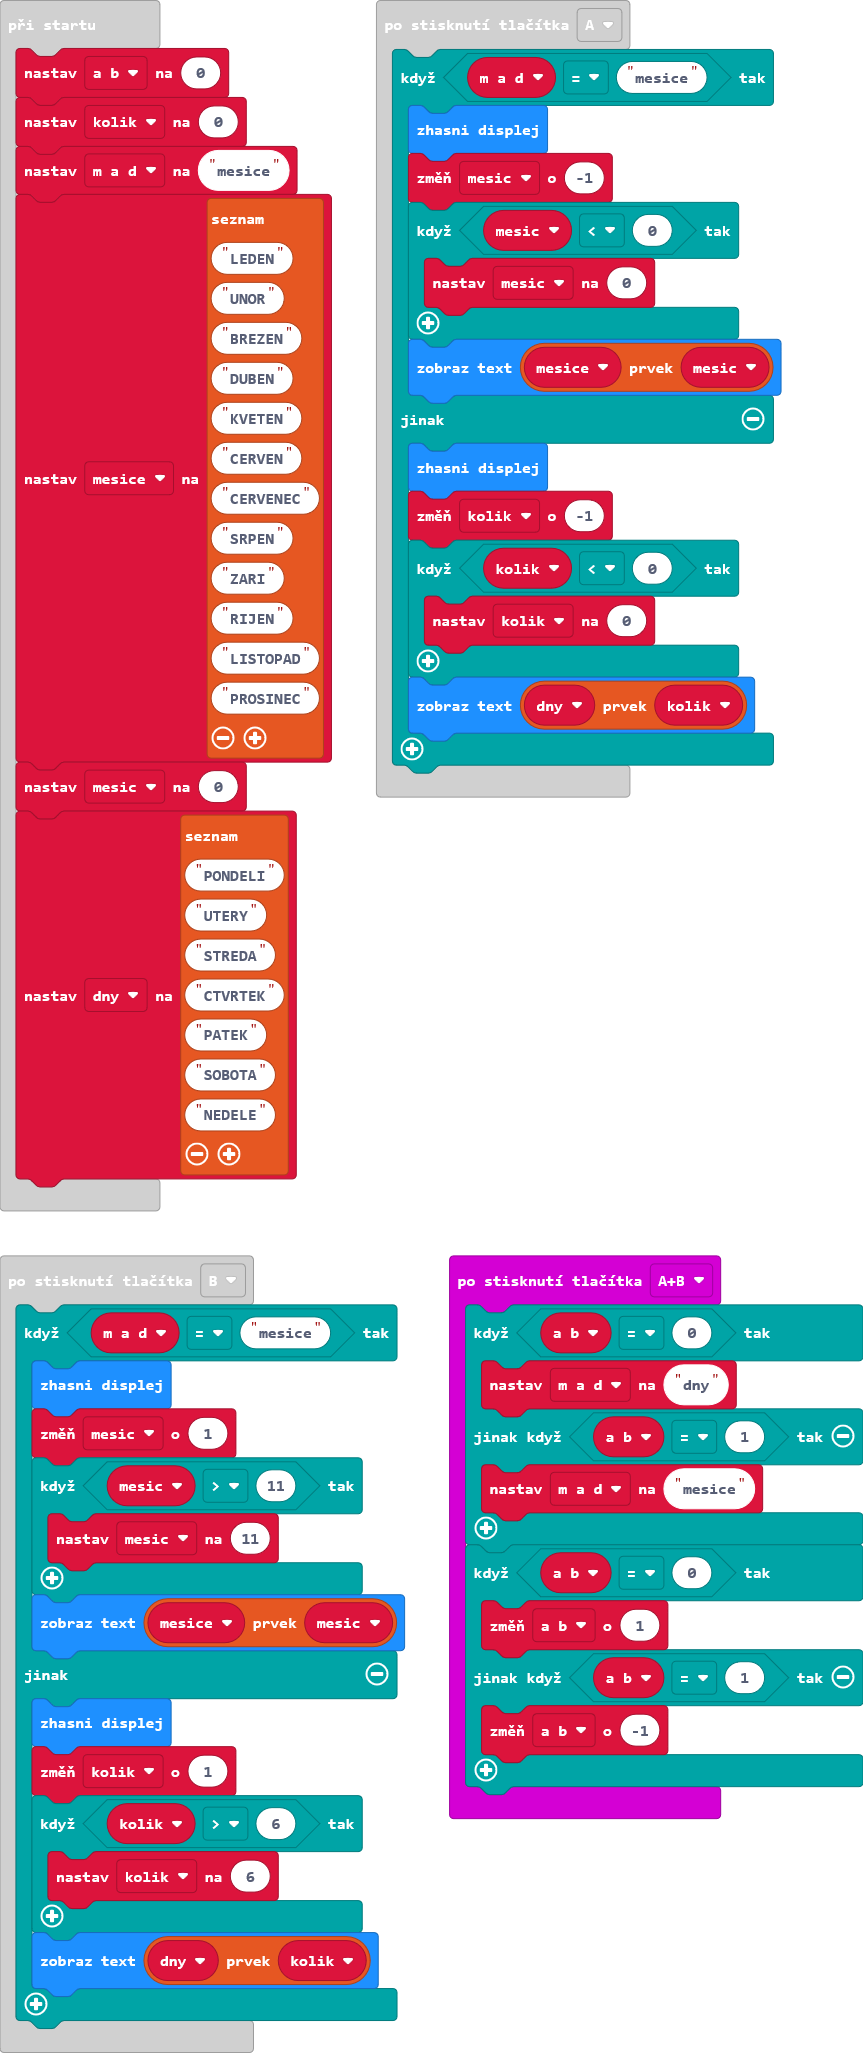 při startu
nastav a b na 0
nastav kolik na 0
nastav m a d na "mesice"
nastav mesice na
seznam
"LEDEN"
"UNOR"
"BREZEN"
"DUBEN"
"KVETEN"
"CERVEN"
"CERVENEC"
"SRPEN"
"ZARI"
"RIJEN"
"LISTOPAD"
"PROSINEC"
nastav mesic na 0
nastav dny na
seznam
"PONDELI"
"UTERY"
"STREDA"
"CTVRTEK"
"PATEK"
"SOBOTA"
"NEDELE"
po stisknutí tlačítka A
když m a d = "mesice" tak
zhasni displej
změň mesic o -1
když mesic < 0 tak
nastav mesic na 0
zobraz text mesice prvek mesic
jinak
zhasni displej
změň kolik o -1
když kolik < 0 tak
nastav kolik na 0
zobraz text dny prvek kolik
po stisknutí tlačítka B
když m a d = "mesice" tak
zhasni displej
změň mesic o 1
když mesic > 11 tak
nastav mesic na 11
zobraz text mesice prvek mesic
jinak
zhasni displej
změň kolik o 1
když kolik > 6 tak
nastav kolik na 6
zobraz text dny prvek kolik
po stisknutí tlačítka A+B
když a b = 0 tak
nastav m a d na "dny"
jinak když a b = 1 tak
nastav m a d na "mesice"
když a b = 0 tak
změň a b o 1
jinak když a b = 1 tak
změň a b o -1